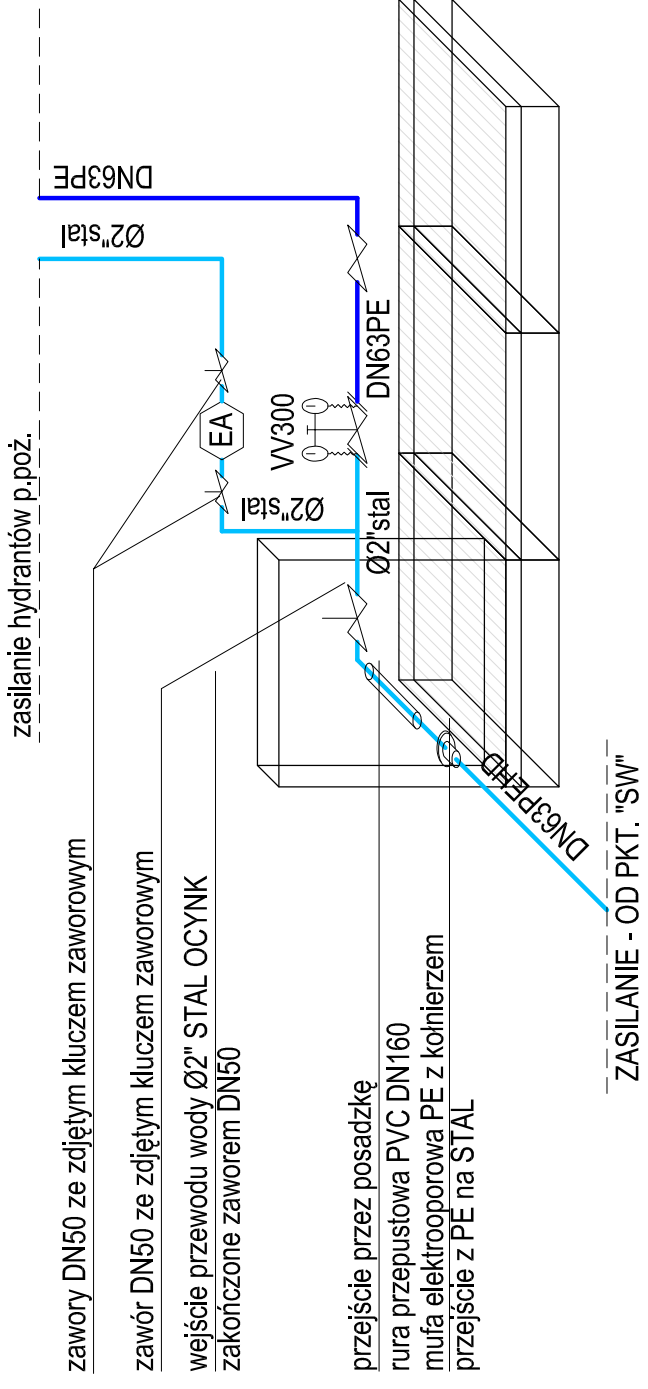 zawory DN50 ze zdjętym kluczem zaworowym
zawór DN50 ze zdjętym kluczem zaworowym
wejście przewodu wody Ø2" STAL OCYNK
zakończone zaworem DN50
przejście przez posadzkę
rura przepustowa PVC DN160
mufa elektrooporowa PE z kołnierzem
przejście z PE na STAL
zasilanie hydrantów p.poż.
Ø2"stal
DN63PE
EA
Ø2"stal
VV300
Ø2"stal
DN63PE
DN63PEHD
ZASILANIE - OD PKT. "SW"